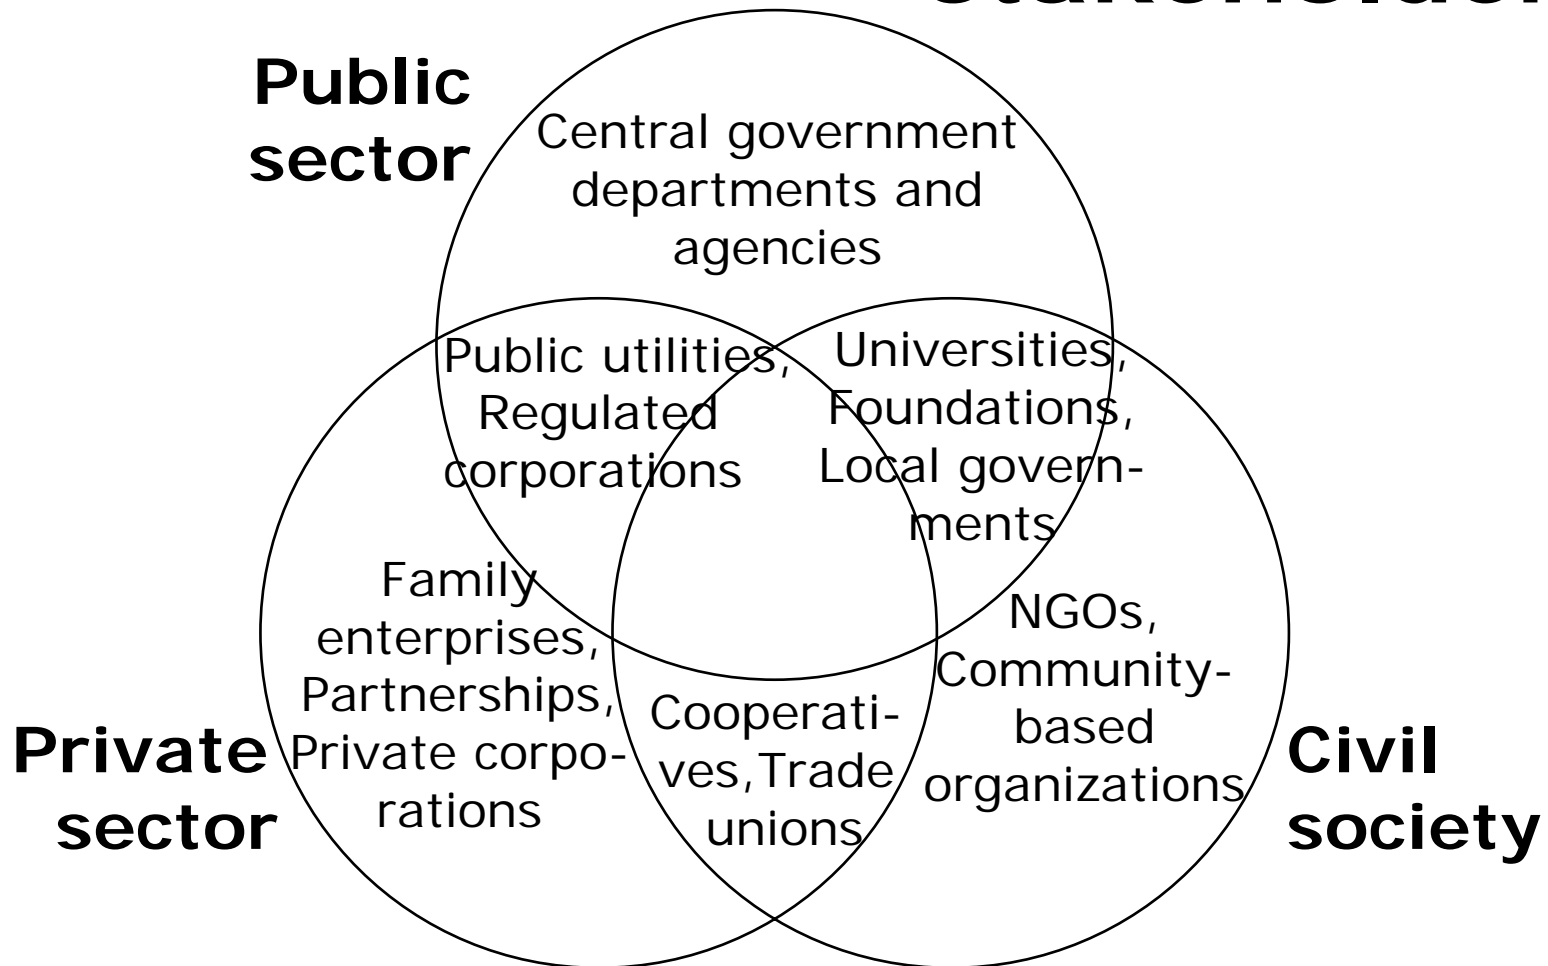 Public
sector
Central government
departments and
agencies
Public utilities,
Regulated
corporations
Universities,
Foundations,
Local govern-
ments
Family
enterprises,
Partnerships,
Private corpo-
rations
Cooperati-
ves,Trade
unions
NGOs,
Community-
based
organizations
Private
sector
Civil
society